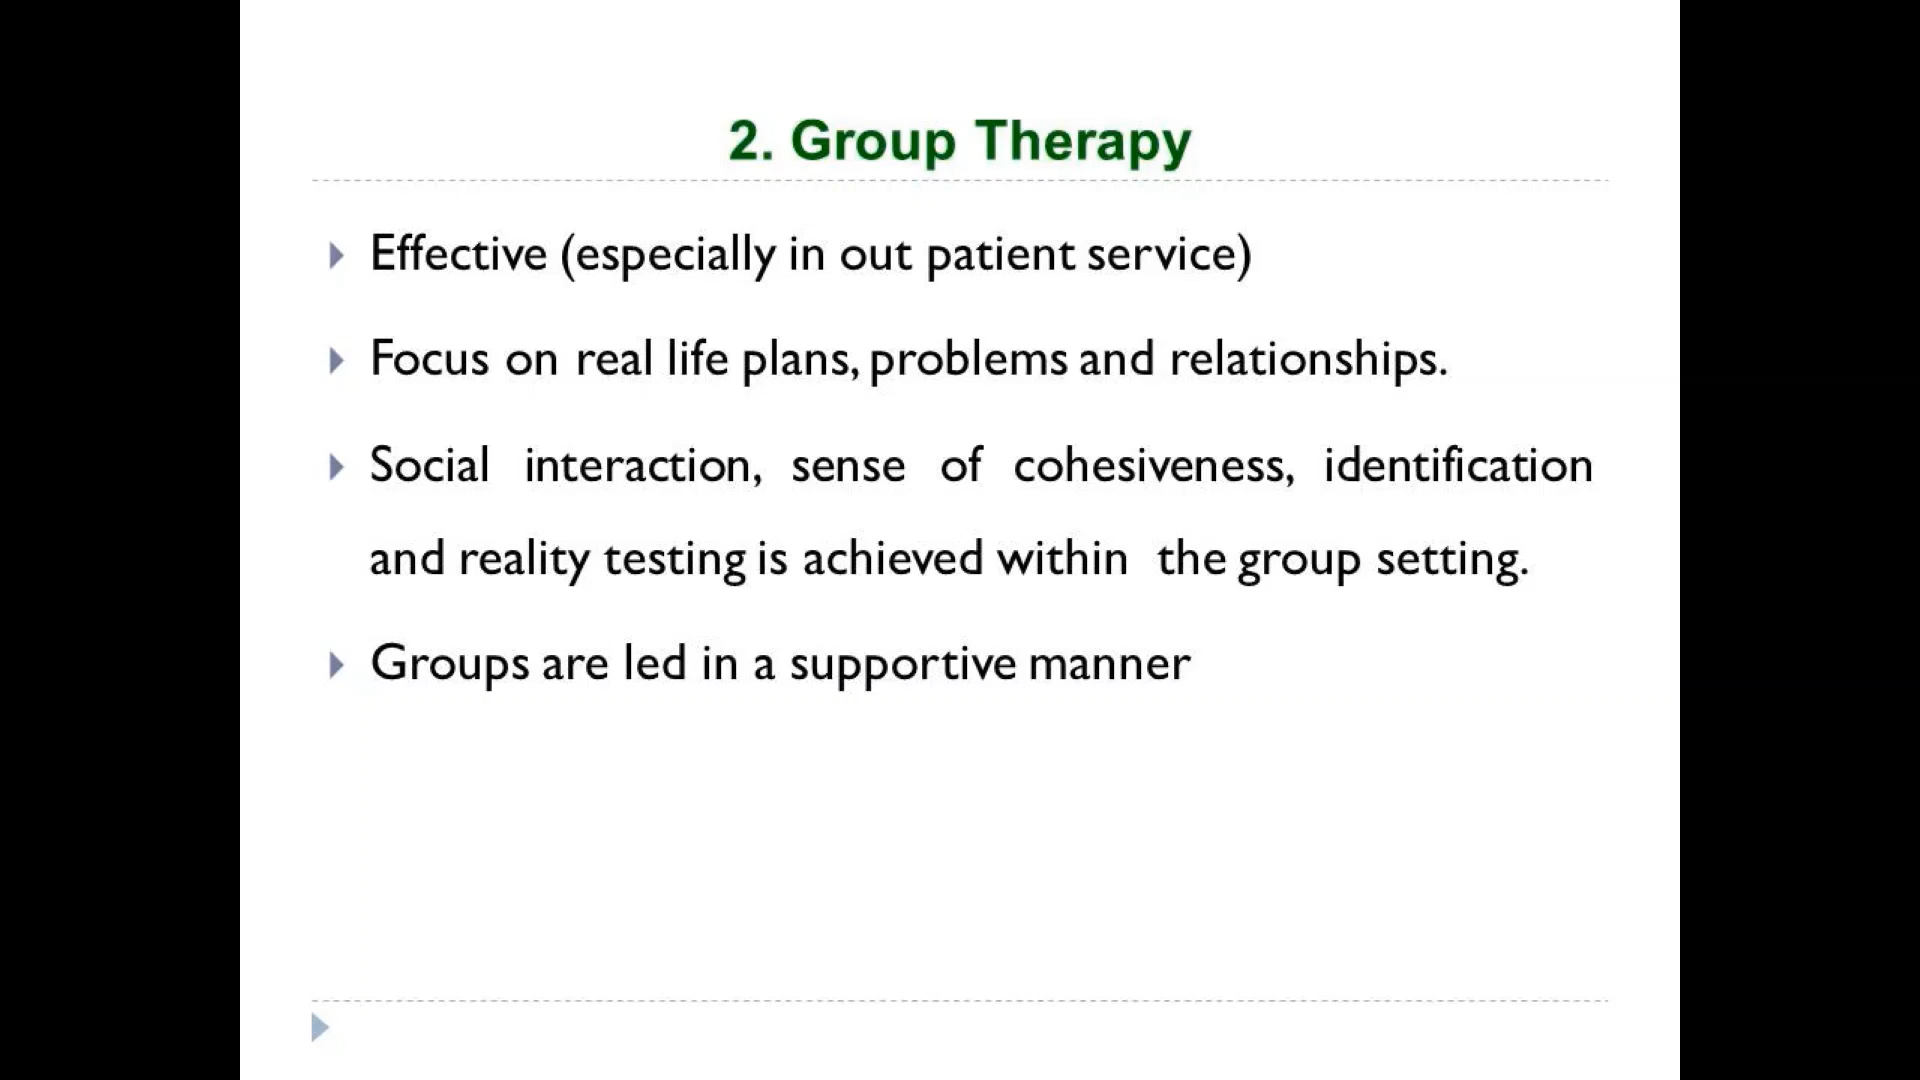 2. Group Therapy
Effective (especially in out patient service)
Focus on real life plans, problems and relationships.
Social interaction, sense of cohesiveness, identification
and reality testing is achieved within the group setting.
Groups are led in a supportive manner